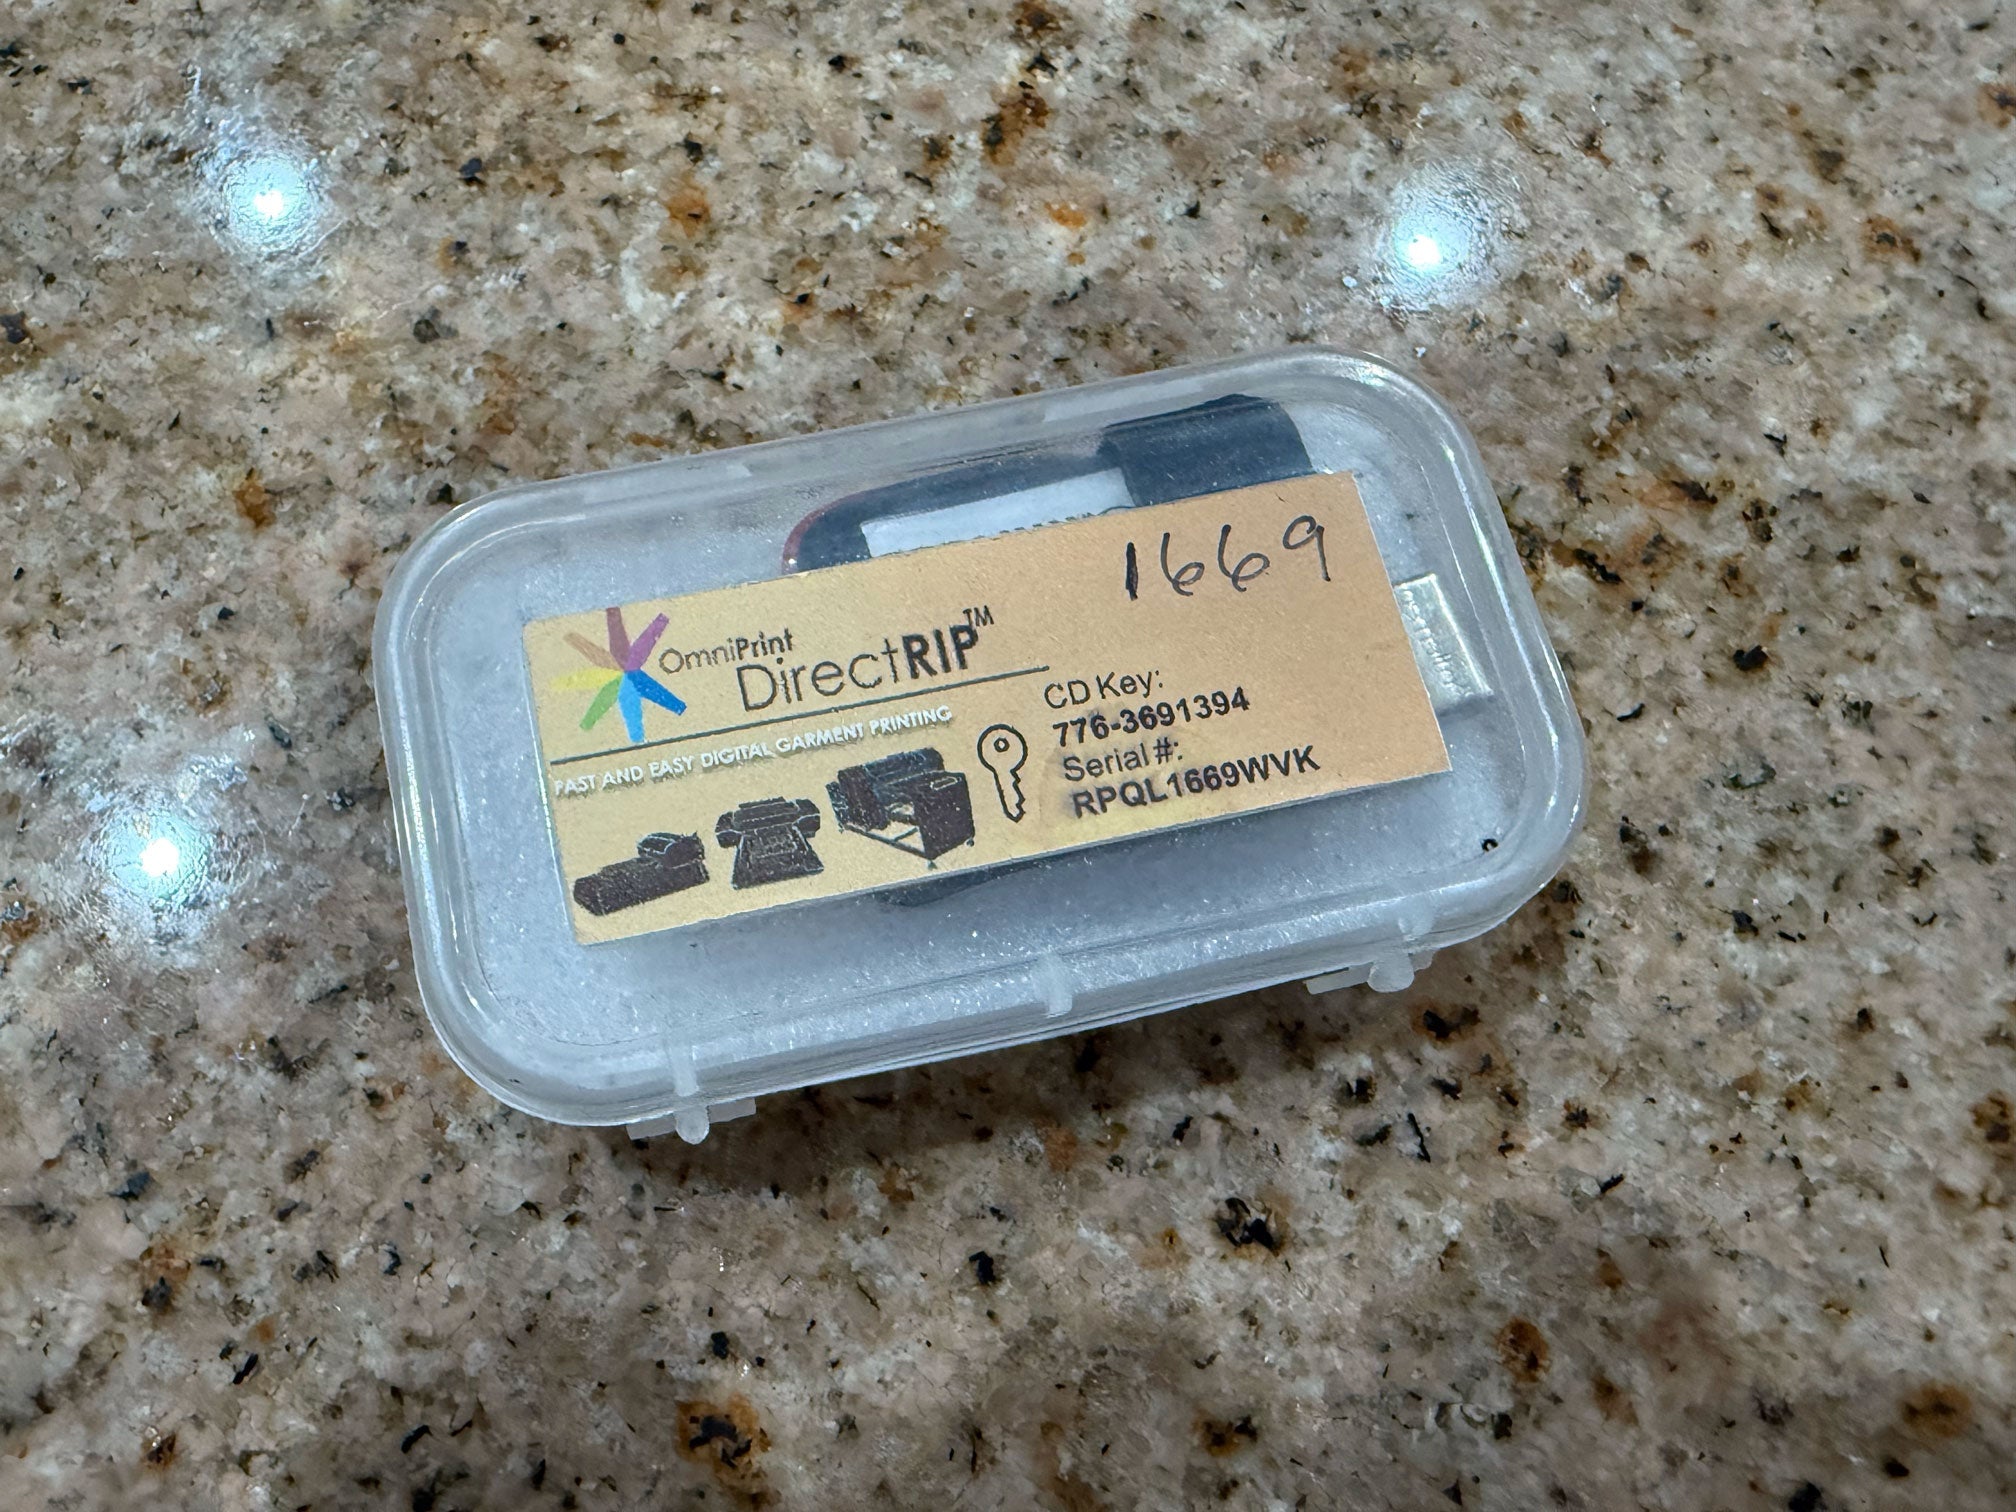 1669
OmniPrint
DirectRIP™
FAST AND EASY DIGITAL GARMENT PRINTING
CD Key:
776-3691394
Serial #:
RPQL1669WVK